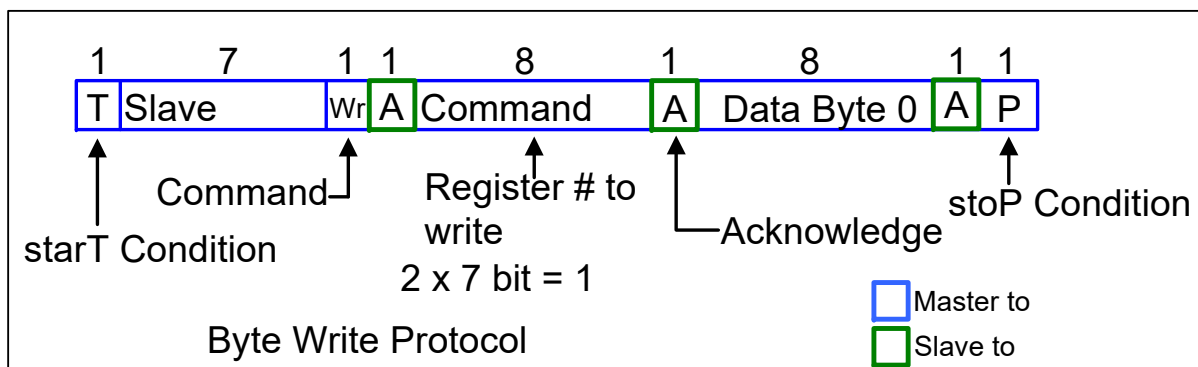 1 7 1 1 8 1 8 1 1
T Slave Wr A Command A Data Byte 0 A P
Command
Register # to
write
2 x 7 bit = 1
starT Condition
Acknowledge
stoP Condition
Byte Write Protocol
Master to
Slave to